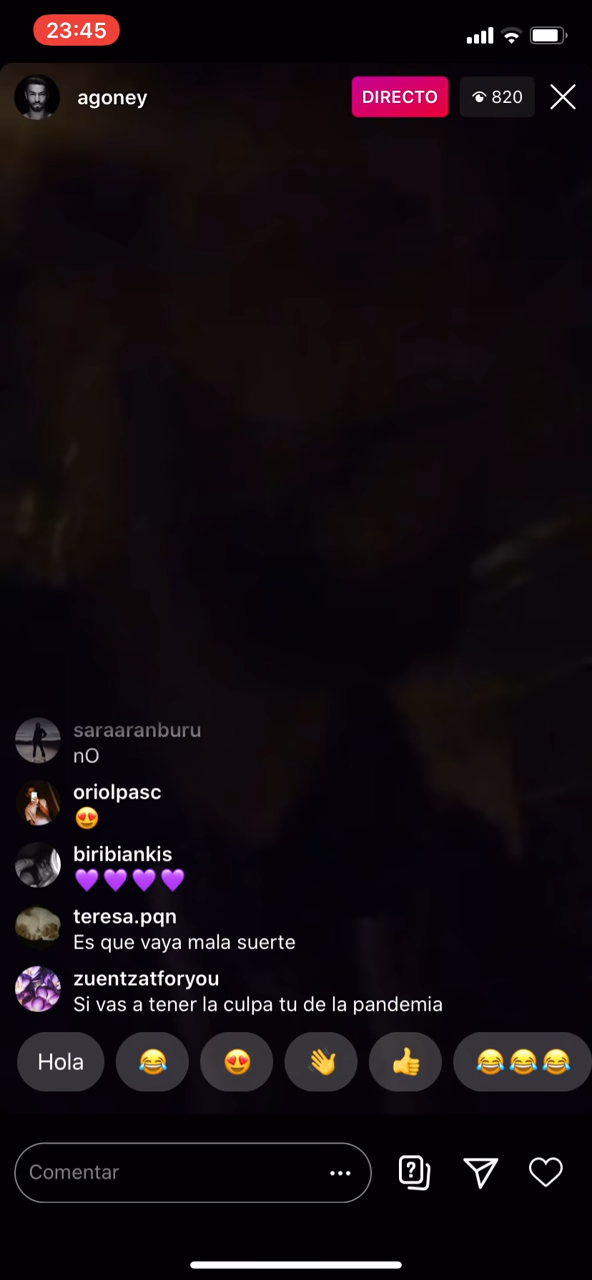 23:45
agoney
DIRECTO
820
saraaranburu
nO
oriolpasc
😍
biribiankis
💜💜💜💜
teresa.pqn
Es que vaya mala suerte
zuentzatforyou
Si vas a tener la culpa tu de la pandemia
Hola 😂 😍 👋 👍 😂😂😂
Comentar